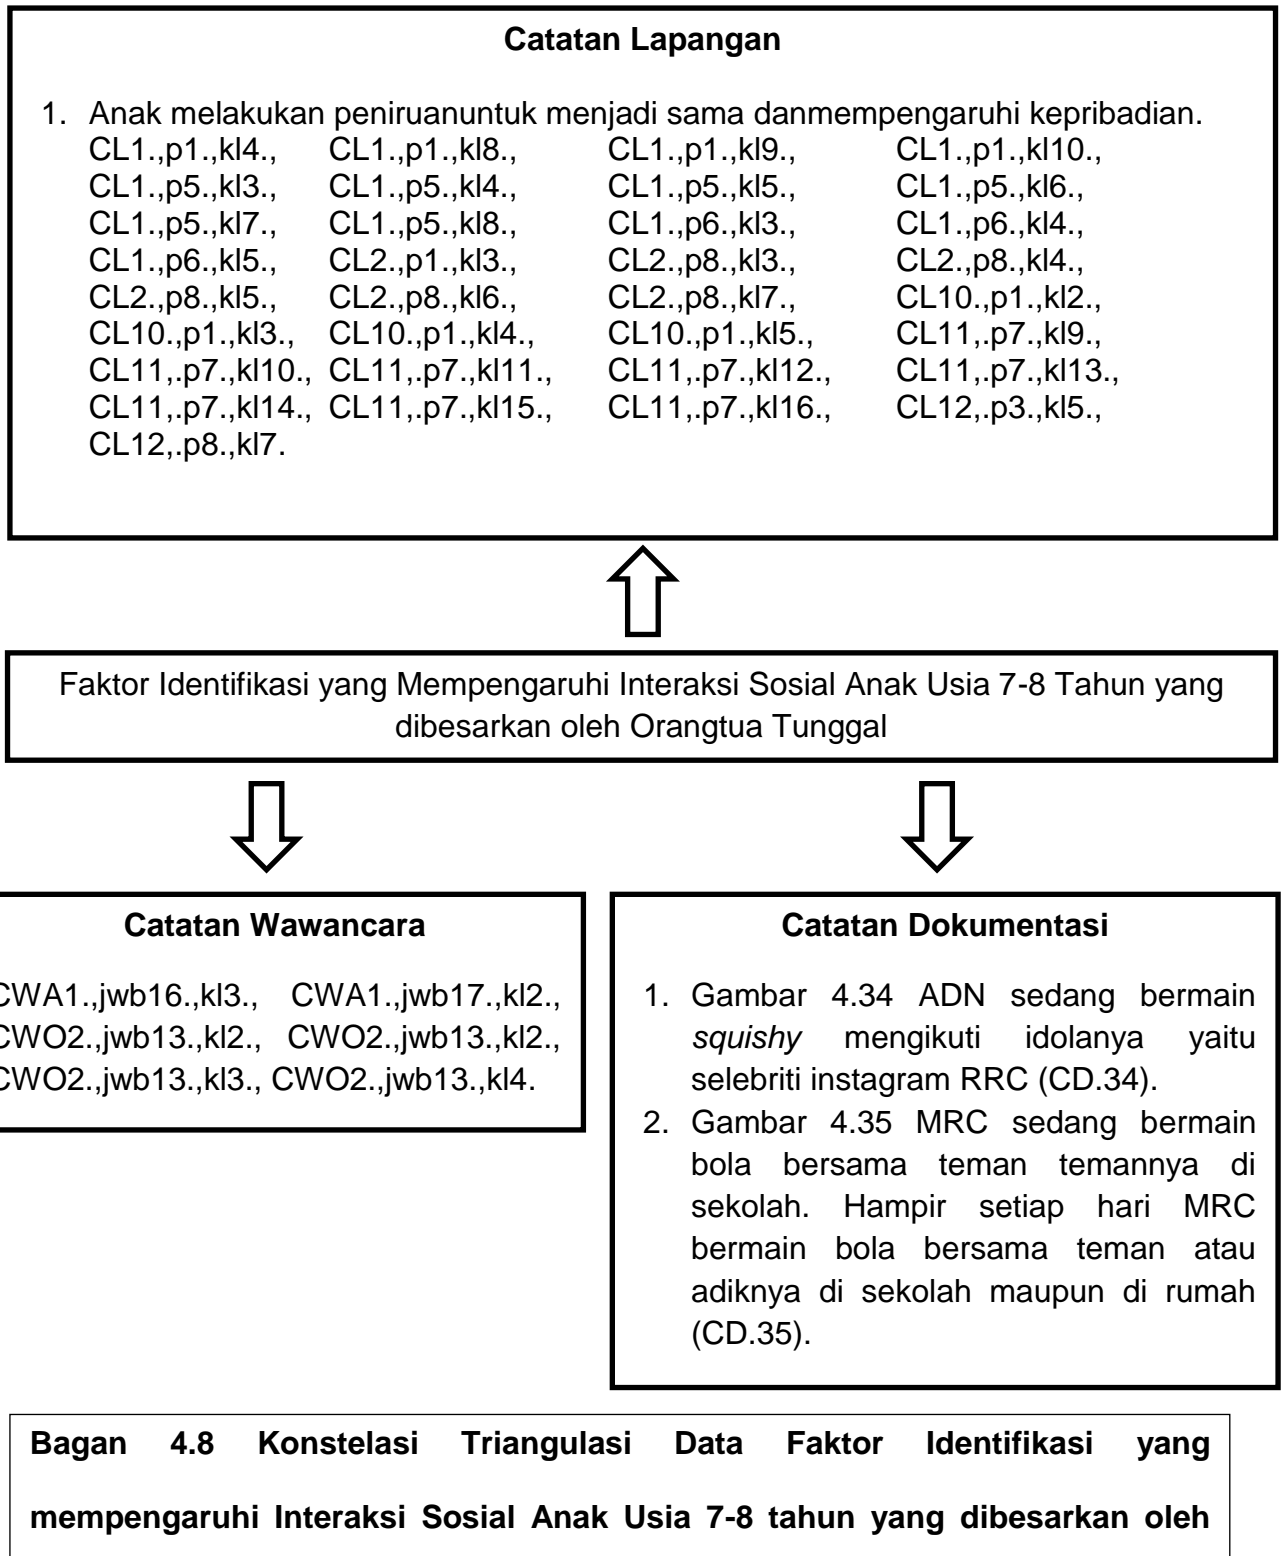 Catatan Lapangan
1. Anak melakukan peniruanuntuk menjadi sama danmempengaruhi kepribadian.
CL1.,p1.,kl4., CL1.,p1.,kl8., CL1.,p1.,kl9., CL1.,p1.,kl10.,
CL1.,p5.,kl3., CL1.,p5.,kl4., CL1.,p5.,kl5., CL1.,p5.,kl6.,
CL1.,p5.,kl7., CL1.,p5.,kl8., CL1.,p6.,kl3., CL1.,p6.,kl4.,
CL1.,p6.,kl5., CL2.,p1.,kl3., CL2.,p8.,kl3., CL2.,p8.,kl4.,
CL2.,p8.,kl5., CL2.,p8.,kl6., CL2.,p8.,kl7., CL10.,p1.,kl2.,
CL10.,p1.,kl3., CL10.,p1.,kl4., CL10.,p1.,kl5., CL11,.p7.,kl9.,
CL11,.p7.,kl10., CL11,.p7.,kl11., CL11,.p7.,kl12., CL11,.p7.,kl13.,
CL11,.p7.,kl14., CL11,.p7.,kl15., CL11,.p7.,kl16., CL12,.p3.,kl5.,
CL12,.p8.,kl7.
Faktor Identifikasi yang Mempengaruhi Interaksi Sosial Anak Usia 7-8 Tahun yang
dibesarkan oleh Orangtua Tunggal
Catatan Wawancara
CWA1.,jwb16.,kl3., CWA1.,jwb17.,kl2.,
CWO2.,jwb13.,kl2., CWO2.,jwb13.,kl2.,
CWO2.,jwb13.,kl3., CWO2.,jwb13.,kl4.
Catatan Dokumentasi
1. Gambar 4.34 ADN sedang bermain
squishy mengikuti idolanya yaitu
selebriti instagram RRC (CD.34).
2. Gambar 4.35 MRC sedang bermain
bola bersama teman temannya di
sekolah. Hampir setiap hari MRC
bermain bola bersama teman atau
adiknya di sekolah maupun di rumah
(CD.35).
Bagan 4.8 Konstelasi Triangulasi Data Faktor Identifikasi yang
mempengaruhi Interaksi Sosial Anak Usia 7-8 tahun yang dibesarkan oleh